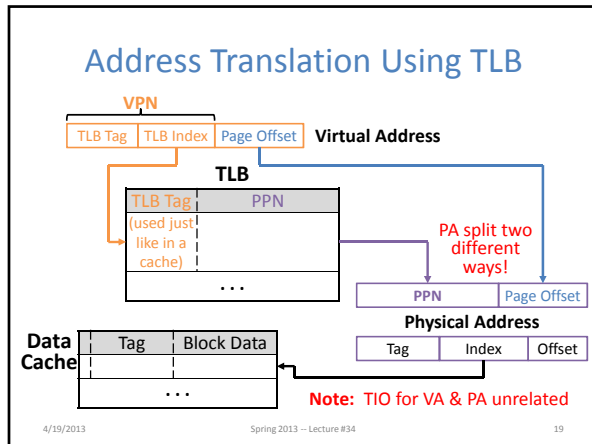 Address Translation Using TLB
VPN
TLB Tag TLB Index Page Offset Virtual Address
TLB
TLB Tag PPN
(used just
like in a
cache)
. . .
PA split two
different
ways!
PPN Page Offset
Physical Address
Tag Index Offset
Data
Cache
Tag Block Data
. . .
Note: TIO for VA & PA unrelated
4/19/2013 Spring 2013 -- Lecture #34 19